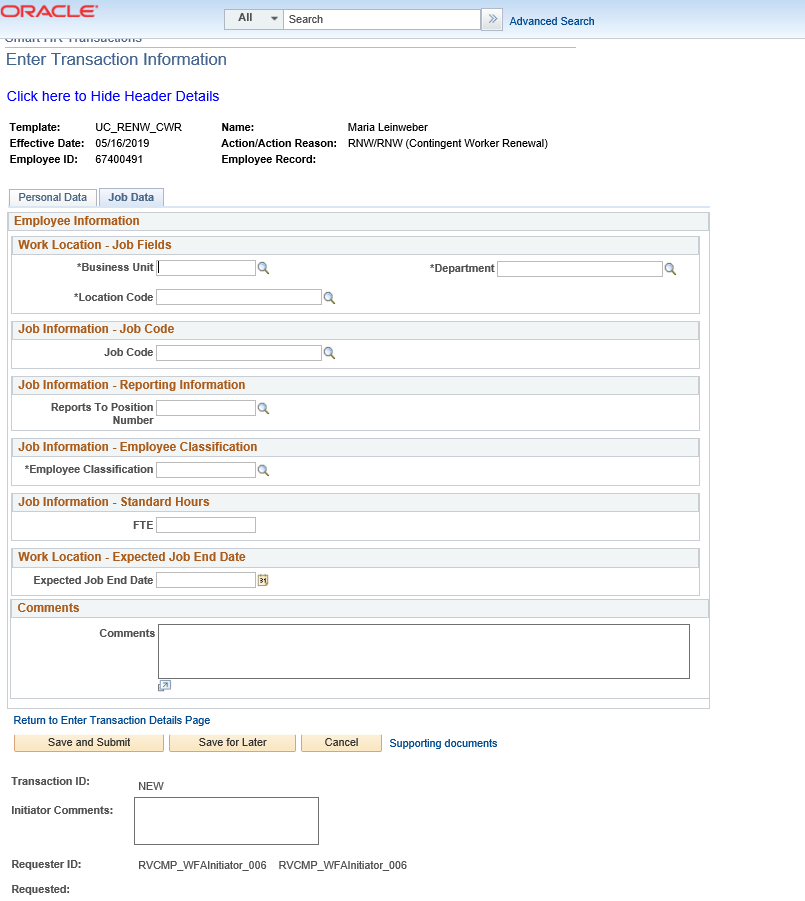 ORACLE
All Search Advanced Search
Smart HR Transactions
Enter Transaction Information
Click here to Hide Header Details
Template: UC_RENW_CWR Name: Maria Leinweber
Effective Date: 05/16/2019 Action/Action Reason: RNW/RNW (Contingent Worker Renewal)
Employee ID: 67400491 Employee Record:
Personal Data Job Data
Employee Information
Work Location - Job Fields
*Business Unit *Department
*Location Code
Job Information - Job Code
Job Code
Job Information - Reporting Information
Reports To Position
Number
Job Information - Employee Classification
*Employee Classification
Job Information - Standard Hours
FTE
Work Location - Expected Job End Date
Expected Job End Date 31
Comments
Comments
Return to Enter Transaction Details Page
Save and Submit Save for Later Cancel Supporting documents
Transaction ID: NEW
Initiator Comments:
Requester ID: RVCMP_WFAInitiator_006 RVCMP_WFAInitiator_006
Requested: